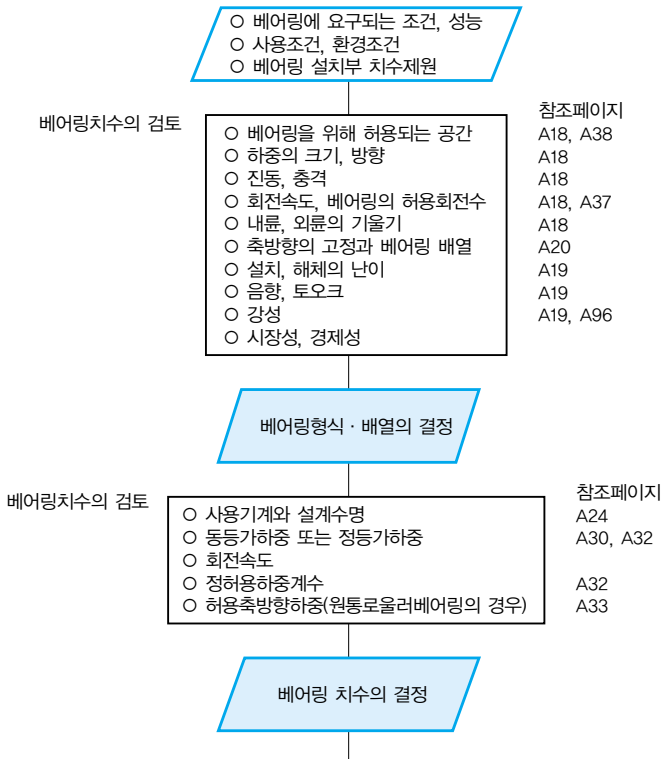 ○ 베어링에 요구되는 조건, 성능
○ 사용조건, 환경조건
○ 베어링 설치부 치수제원
베어링치수의 검토
참조페이지
○ 베어링을 위해 허용되는 공간 A18, A38
○ 하중의 크기, 방향 A18
○ 진동, 충격 A18
○ 회전속도, 베어링의 허용회전수 A18, A37
○ 내륜, 외륜의 기울기 A18
○ 축방향의 고정과 베어링 배열 A20
○ 설치, 해체의 난이 A19
○ 음향, 토오크 A19
○ 강성 A19, A96
○ 시장성, 경제성
베어링형식 · 배열의 결정
베어링치수의 검토
참조페이지
○ 사용기계와 설계수명 A24
○ 동등가하중 또는 정등가하중 A30, A32
○ 회전속도
○ 정허용하중계수 A32
○ 허용축방향하중(원통로울러베어링의 경우) A33
베어링 치수의 결정